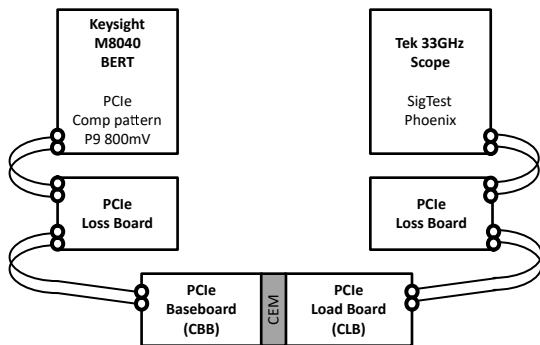 Keysight
M8040
BERT
PCIe
Comp pattern
P9 800mV
Tek 33GHz
Scope
SigTest
Phoenix
PCIe
Loss Board
PCIe
Loss Board
PCIe
Baseboard
(CBB)
CEM
PCIe
Load Board
(CLB)